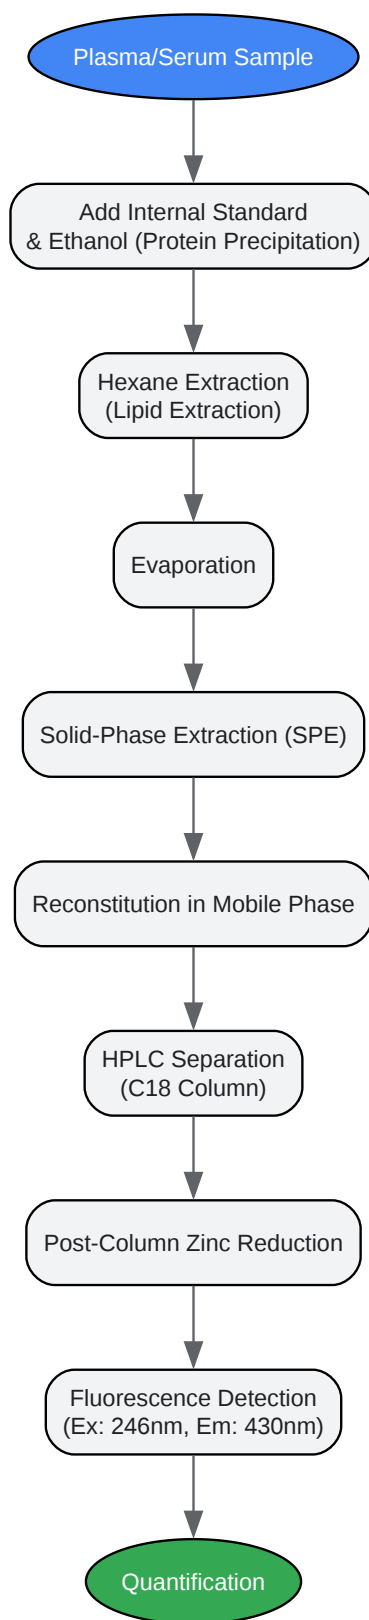 Plasma/Serum Sample
Add Internal Standard
& Ethanol (Protein Precipitation)
Hexane Extraction
(Lipid Extraction)
Evaporation
Solid-Phase Extraction (SPE)
Reconstitution in Mobile Phase
HPLC Separation
(C18 Column)
Post-Column Zinc Reduction
Fluorescence Detection
(Ex: 246nm, Em: 430nm)
Quantification